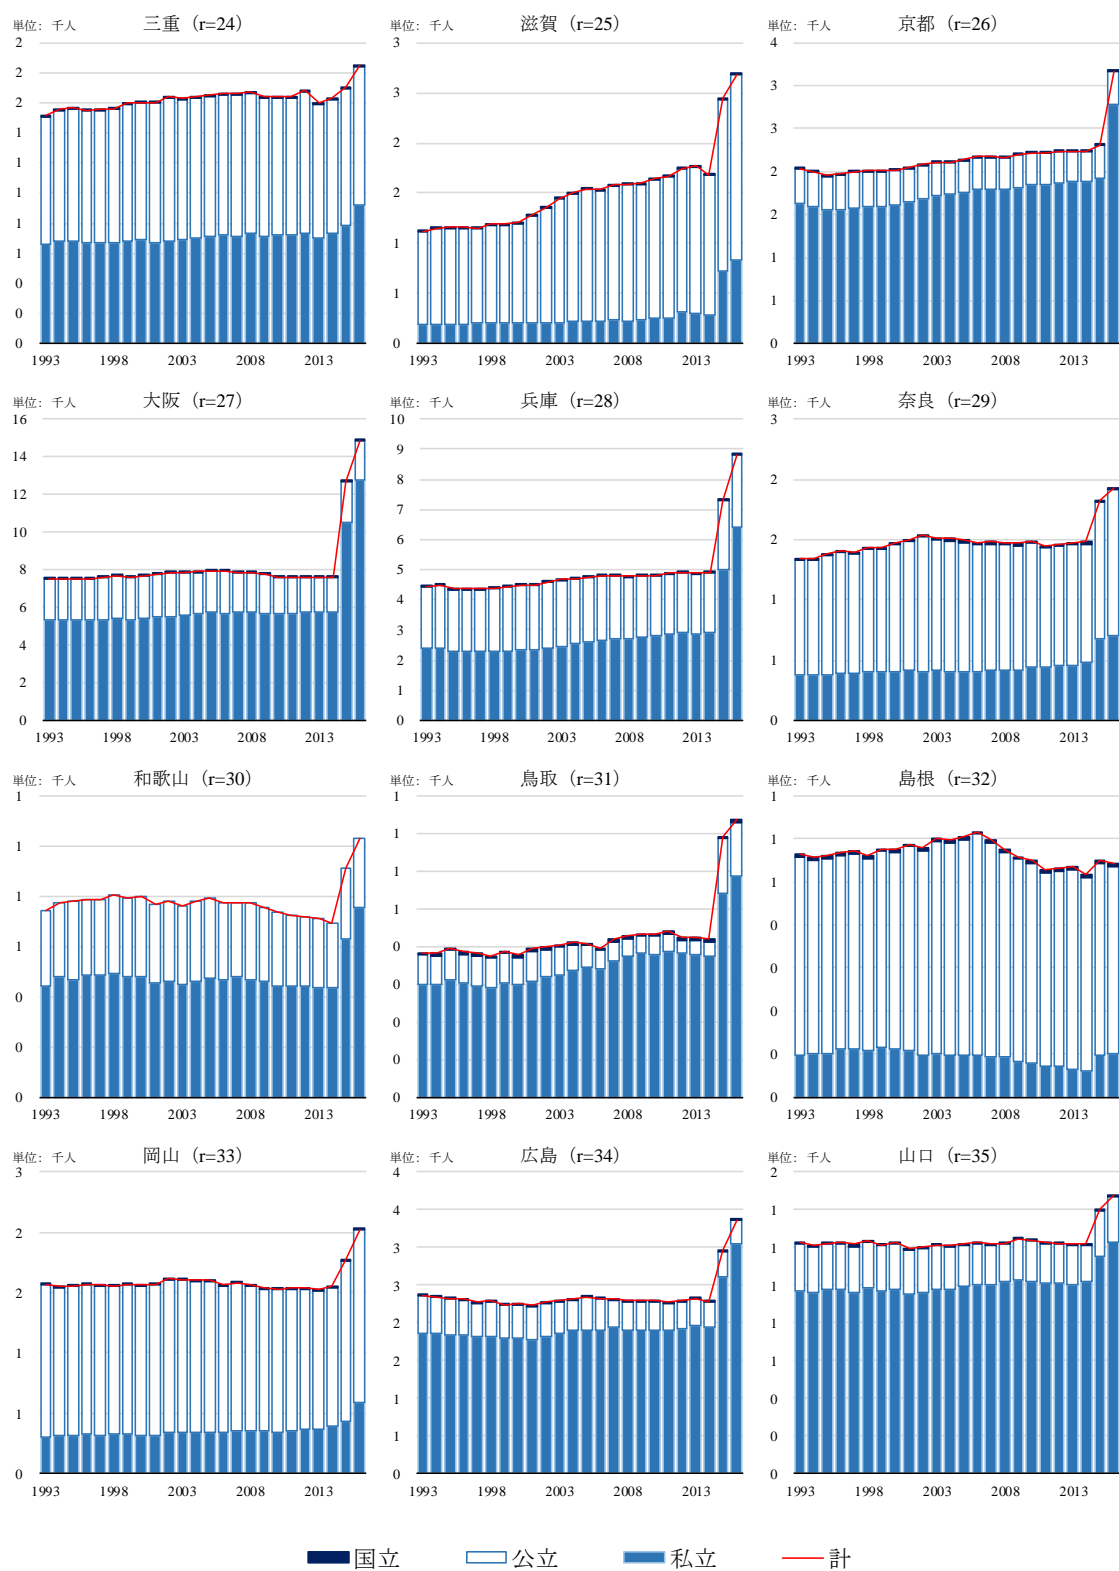 単位：千人 三重（r=24） 単位：千人 滋賀（r=25） 単位：千人 京都（r=26）
2 3 4
2 3 3
2 2 3
2 2 2
1 1 2
1 1 1
1 0 1
1 0
0
0
0
1993 1998 2003 2008 2013 1993 1998 2003 2008 2013 1993 1998 2003 2008 2013
単位：千人 大阪（r=27） 単位：千人 兵庫（r=28） 単位：千人 奈良（r=29）
16 10 3
14 9 2
12 8 2
10 7 1
8 6 1
6 5 0
4 4
2 3
0 2
1
0
1993 1998 2003 2008 2013 1993 1998 2003 2008 2013 1993 1998 2003 2008 2013
単位：千人 和歌山（r=30） 単位：千人 鳥取（r=31） 単位：千人 島根（r=32）
1 1 1
1 1 1
1 1 1
1 1 0
0 0 0
0 0 0
0 0 0
0
0
1993 1998 2003 2008 2013 1993 1998 2003 2008 2013 1993 1998 2003 2008 2013
単位：千人 岡山（r=33） 単位：千人 広島（r=34） 単位：千人 山口（r=35）
3 4 2
2 4 1
2 3 1
1 3 1
1 2 1
0 2 0
1 0
1 0
0
1993 1998 2003 2008 2013 1993 1998 2003 2008 2013 1993 1998 2003 2008 2013
国立 公立 私立 計